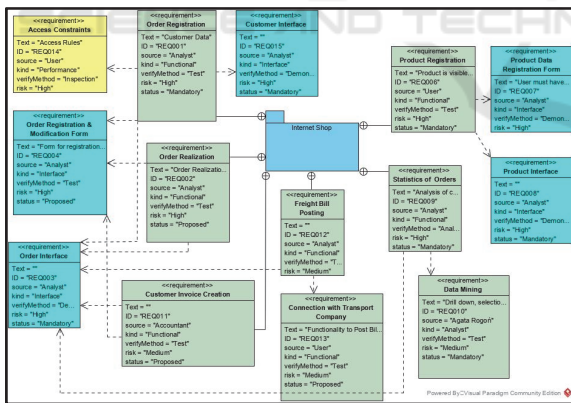 SCIENCE AND TECHN
<<requirement>>
Access Constraints
Text = "Access Rules"
ID = "REQ014"
source = "User"
kind = "Performance"
verifyMethod = "Inspection"
risk = "High"
<<requirement>>
Order Registration
Text = "Customer Data"
ID = "REQ001"
source = "Analyst"
kind = "Functional"
verifyMethod = "Test"
risk = "High"
status = "Mandatory"
<<requirement>>
Customer Interface
Text = ""
ID = "REQ015"
source = "Analyst"
kind = "Interface"
verifyMethod = "Demon...
risk = "High"
status = "Mandatory"
<<requirement>>
Product Registration
Text = "Product is visible...
ID = "REQ006"
source = "User"
kind = "Functional"
verifyMethod = "Test"
risk = "High"
status = "Mandatory"
<<requirement>>
Product Data
Registration Form
Text = "User must have...
ID = "REQ007"
source = "Analyst"
kind = "Interface"
verifyMethod = "Demon...
risk = "High"
<<requirement>>
Order Registration &
Modification Form
Text = "Form for registration...
ID = "REQ004"
source = "Analyst"
kind = "Interface"
verifyMethod = "Test"
risk = "High"
status = "Proposed"
<<requirement>>
Order Realization
Text = "Order Realizatio...
ID = "REQ002"
source = "Analyst"
kind = "Functional"
verifyMethod = "Test"
risk = "High"
status = "Proposed"
Internet Shop
<<requirement>>
Statistics of Orders
Text = "Analysis of c...
ID = "REQ009"
source = "Analyst"
kind = "Functional"
verifyMethod = "Anal...
risk = "High"
status = "Mandatory"
<<requirement>>
Product Interface
Text = ""
ID = "REQ008"
source = "Analyst"
kind = "Interface"
verifyMethod = "Demon...
risk = "High"
<<requirement>>
Freight Bill
Posting
Text = ""
ID = "REQ012"
source = "Analyst"
kind = "Functional"
verifyMethod = "T...
risk = "Medium"
<<requirement>>
Order Interface
Text = ""
ID = "REQ003"
source = "Analyst"
kind = "Interface"
verifyMethod = "De...
risk = "High"
status = "Mandatory"
<<requirement>>
Customer Invoice Creation
Text = ""
ID = "REQ011"
source = "Accountant"
kind = "Functional"
verifyMethod = "Test"
risk = "Medium"
status = "Proposed"
<<requirement>>
Connection with Transport
Company
Text = "Functionality to Post Bil...
ID = "REQ013"
source = "User"
kind = "Functional"
verifyMethod = "Test"
risk = "Medium"
status = "Proposed"
<<requirement>>
Data Mining
Text = "Drill down, selectio...
ID = "REQ010"
source = "Agata Rogoń"
kind = "Analyst"
verifyMethod = "Test"
risk = "Medium"
status = "Mandatory"
Powered By Visual Paradigm Community Edition